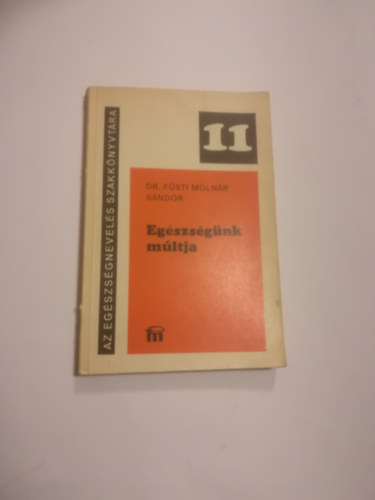 AZ EGÉSZSÉGNEVELÉS SZAKKÖNYVTÁRA
11
DR. FÜSTI MOLNÁR
SÁNDOR
Egészségünk
múltja
m